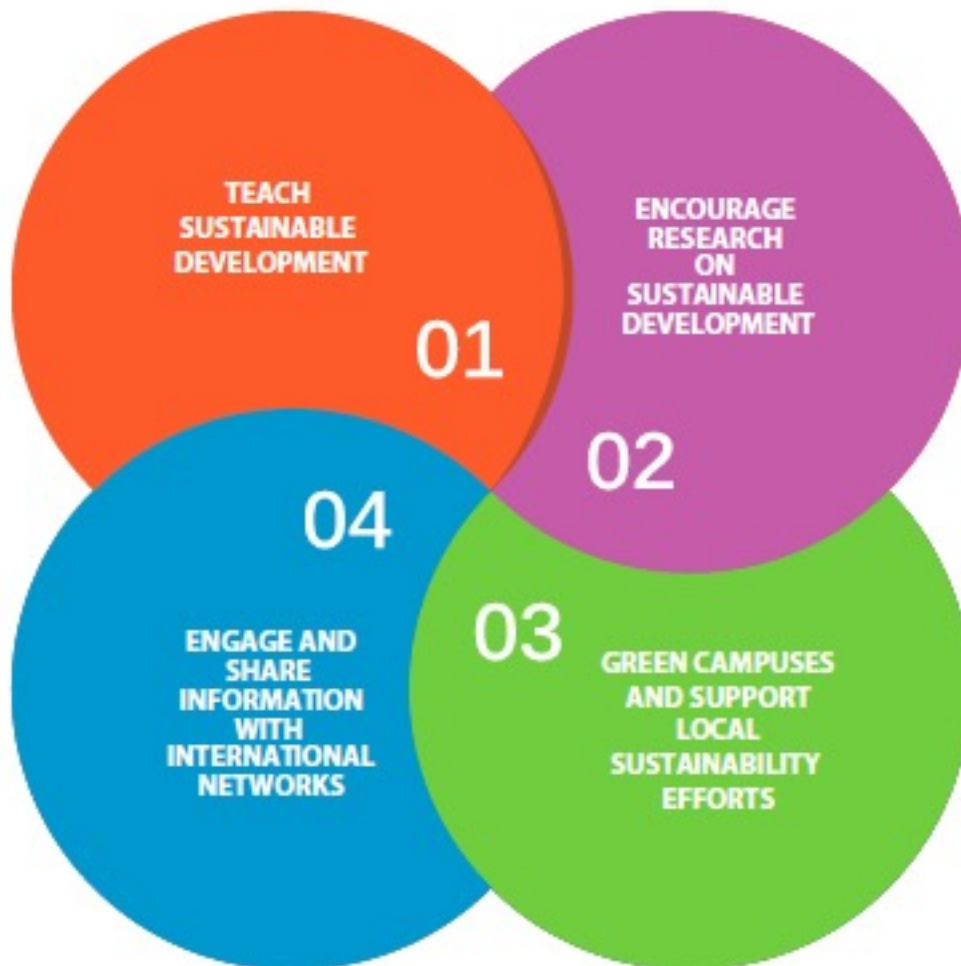 TEACH
SUSTAINABLE
DEVELOPMENT
01
ENCOURAGE
RESEARCH
ON
SUSTAINABLE
DEVELOPMENT
02
03
GREEN CAMPUSES
AND SUPPORT
LOCAL
SUSTAINABILITY
EFFORTS
04
ENGAGE AND
SHARE
INFORMATION
WITH
INTERNATIONAL
NETWORKS